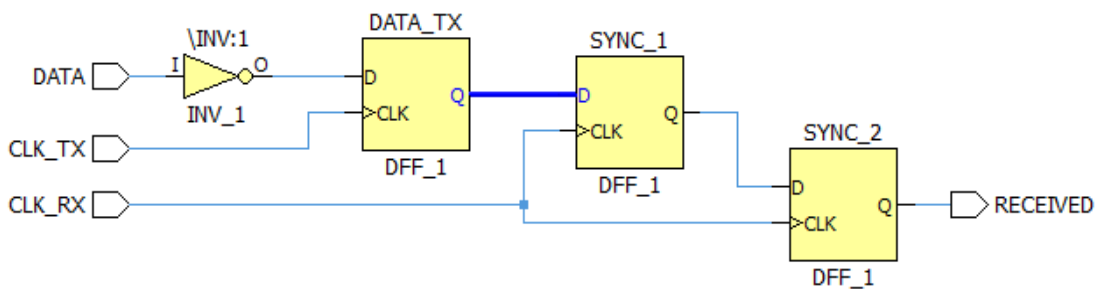 DATA_TX
\INV:1
SYNC_1
DATA
I
O
D
Q
D
INV_1
CLK
CLK
Q
CLK_TX
SYNC_2
DFF_1
DFF_1
D
CLK_RX
Q
RECEIVED
CLK
DFF_1